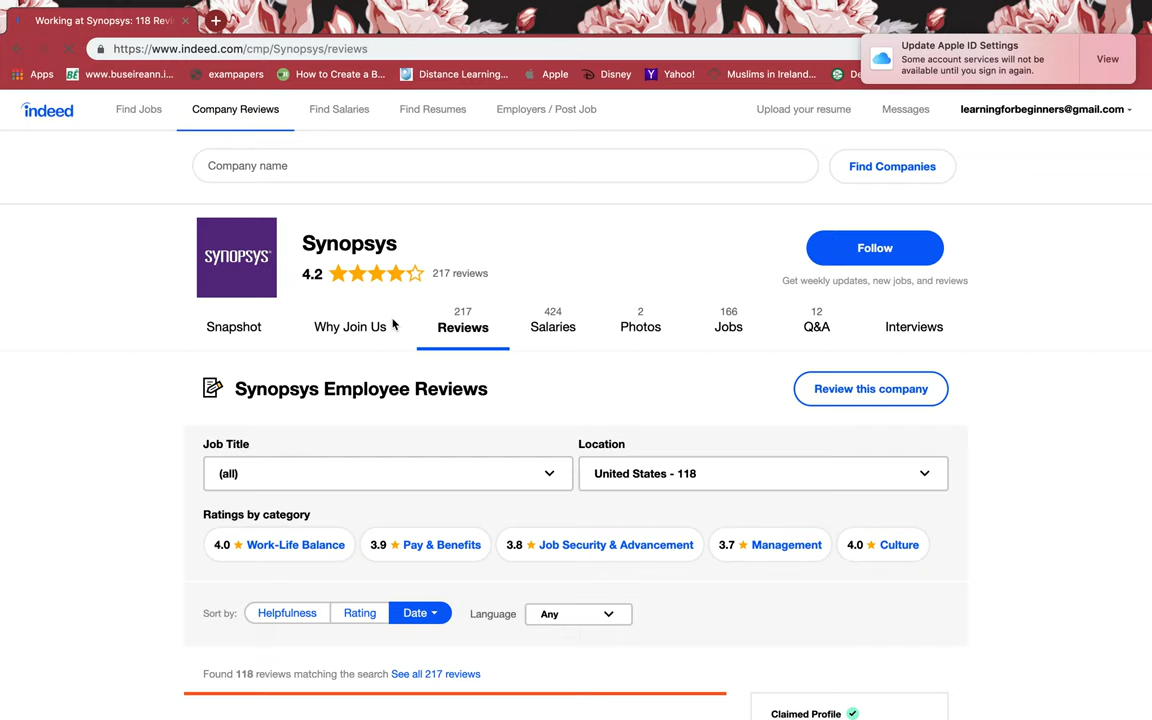 Working at Synopsys: 118 Revi
https://www.indeed.com/cmp/Synopsys/reviews
Update Apple ID Settings
Some account services will not be
available until you sign in again.
View
Apps
www.buseireann.i...
exampapers
How to Create a B...
Distance Learning...
Apple
Disney
Yahoo!
Muslims in Ireland...
De
indeed
Find Jobs
Company Reviews
Find Salaries
Find Resumes
Employers / Post Job
Upload your resume
Messages
learningforbeginners@gmail.com
Company name
Find Companies
SYNOPSYS
Synopsys
4.2
217 reviews
Follow
Get weekly updates, new jobs, and reviews
Snapshot
Why Join Us
217
Reviews
424
Salaries
2
Photos
166
Jobs
12
Q&A
Interviews
Synopsys Employee Reviews
Review this company
Job Title
Location
(all)
United States - 118
Ratings by category
4.0 ★ Work-Life Balance
3.9 ★ Pay & Benefits
3.8 ★ Job Security & Advancement
3.7 ★ Management
4.0 ★ Culture
Sort by:
Helpfulness
Rating
Date
Language
Any
Found 118 reviews matching the search See all 217 reviews
Claimed Profile